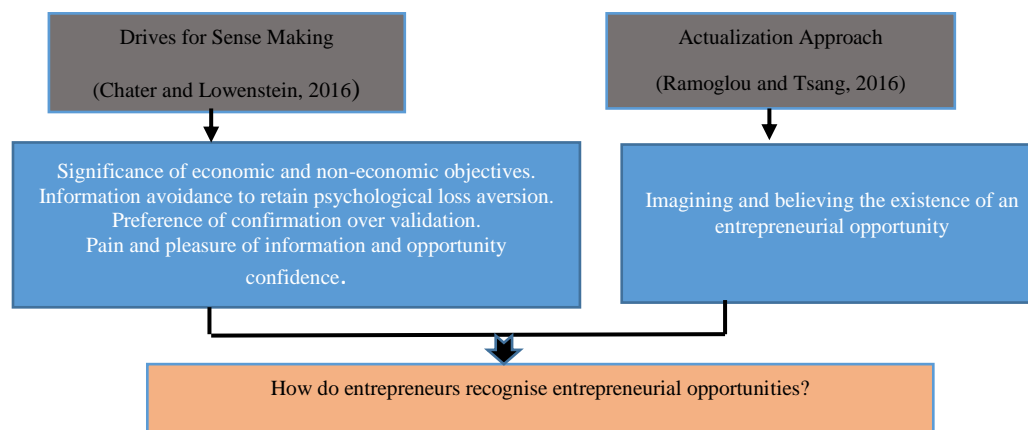 Drives for Sense Making
(Chater and Lowenstein, 2016)
Actualization Approach
(Ramoglou and Tsang, 2016)
Significance of economic and non-economic objectives.
Information avoidance to retain psychological loss aversion.
Preference of confirmation over validation.
Pain and pleasure of information and opportunity
confidence.
Imagining and believing the existence of an
entrepreneurial opportunity
How do entrepreneurs recognise entrepreneurial opportunities?